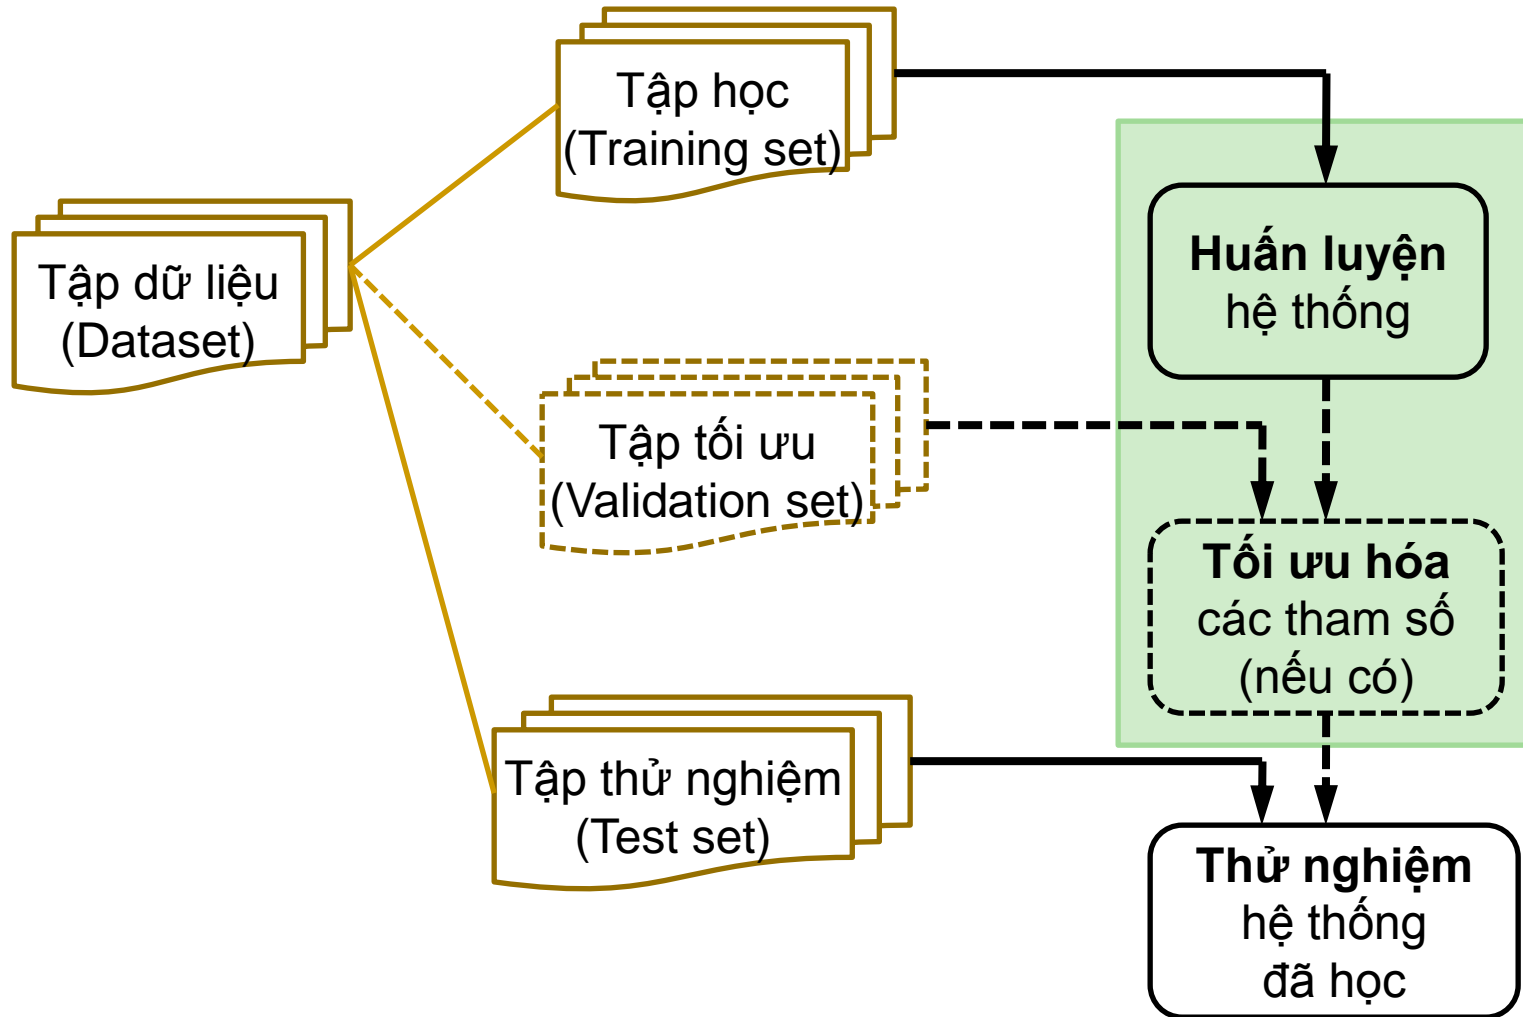 Tập học
(Training set)
Tập dữ liệu
(Dataset)
Huấn luyện
hệ thống
Tập tối ưu
(Validation set)
Tối ưu hóa
các tham số
(nếu có)
Tập thử nghiệm
(Test set)
Thử nghiệm
hệ thống
đã học